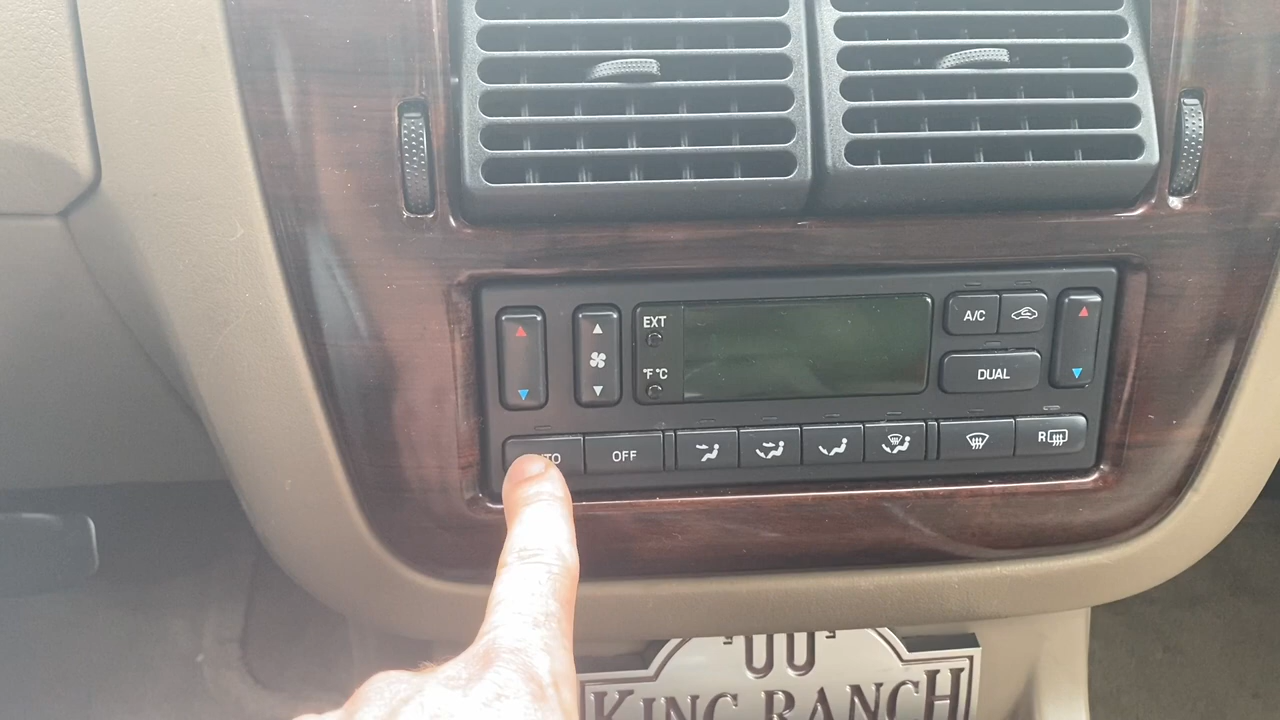 EXT
°F °C
A/C
DUAL
OFF
R
KING RANCH